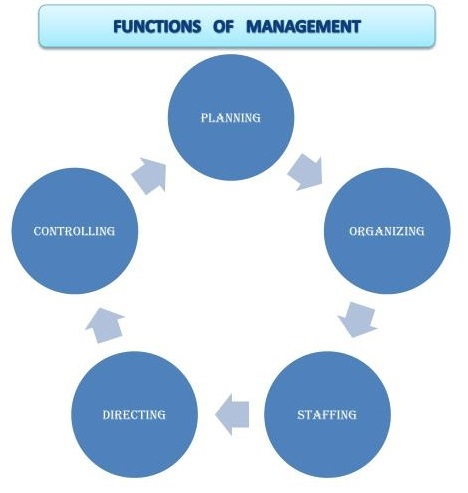 FUNCTIONS OF MANAGEMENT
PLANNING
ORGANIZING
STAFFING
DIRECTING
CONTROLLING